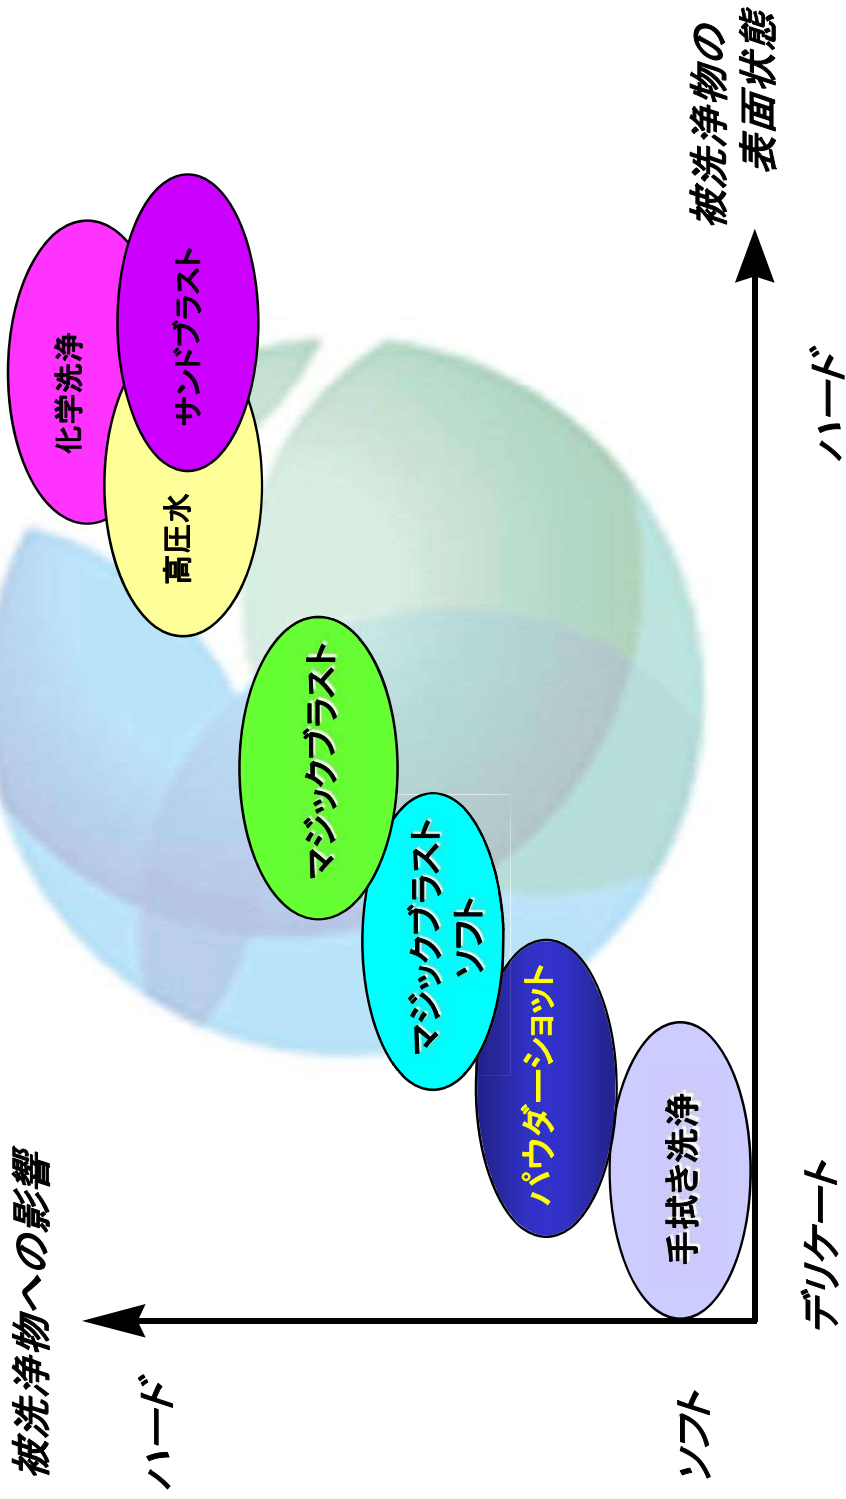 被洗浄物への影響
ハード
化学洗浄
サンドブラスト
高圧水
マジックブラスト
マジックブラスト
ソフト
パウダーショット
手拭き洗浄
ソフト
デリケート
ハード
被洗浄物の
表面状態